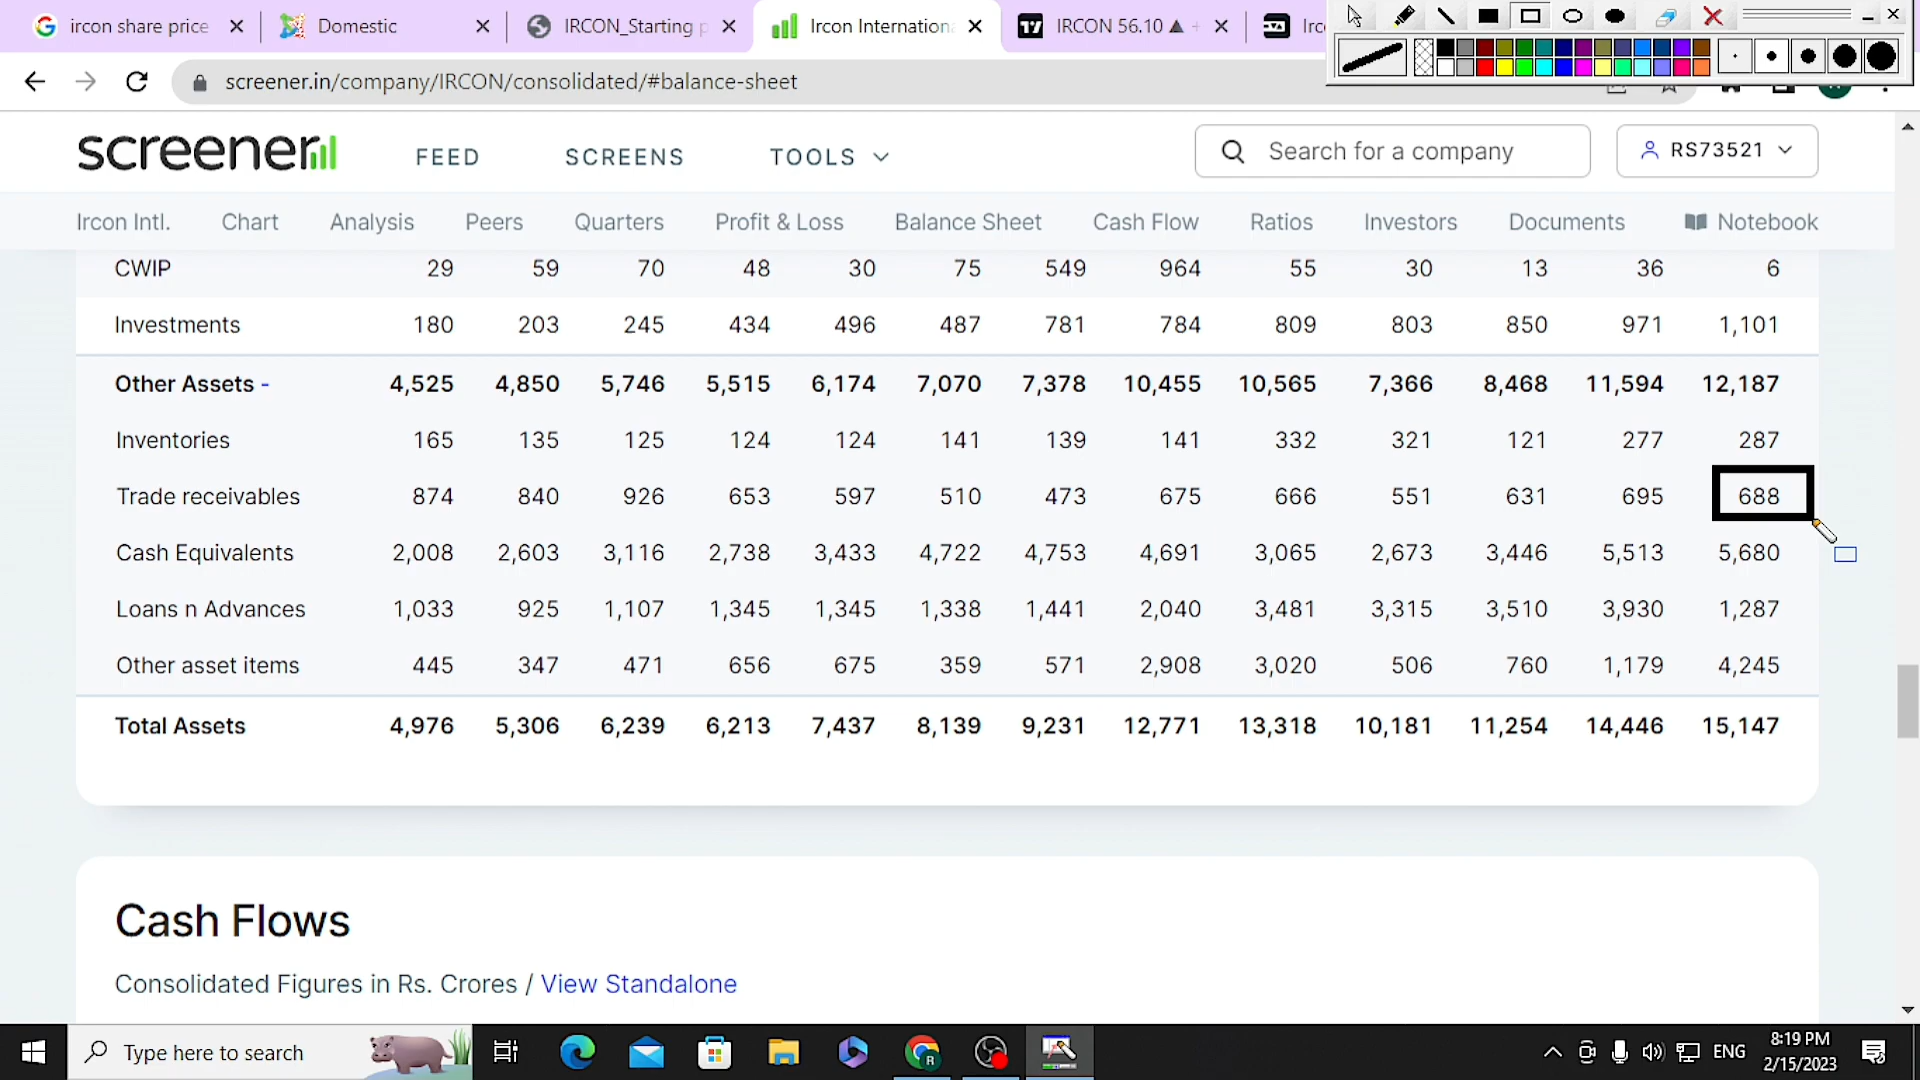 ircon share price
Domestic
IRCON_Starting p
Ircon Internationa
IRCON 56.10 ▲ +
Irc
screener.in/company/IRCON/consolidated/#balance-sheet
screener
FEED
SCREENS
TOOLS
Search for a company
RS73521
Ircon Intl.
Chart
Analysis
Peers
Quarters
Profit & Loss
Balance Sheet
Cash Flow
Ratios
Investors
Documents
Notebook
CWIP 29 59 70 48 30 75 549 964 55 30 13 36 6
Investments 180 203 245 434 496 487 781 784 809 803 850 971 1,101
Other Assets - 4,525 4,850 5,746 5,515 6,174 7,070 7,378 10,455 10,565 7,366 8,468 11,594 12,187
Inventories 165 135 125 124 124 141 139 141 332 321 121 277 287
Trade receivables 874 840 926 653 597 510 473 675 666 551 631 695 688
Cash Equivalents 2,008 2,603 3,116 2,738 3,433 4,722 4,753 4,691 3,065 2,673 3,446 5,513 5,680
Loans n Advances 1,033 925 1,107 1,345 1,345 1,338 1,441 2,040 3,481 3,315 3,510 3,930 1,287
Other asset items 445 347 471 656 675 359 571 2,908 3,020 506 760 1,179 4,245
Total Assets 4,976 5,306 6,239 6,213 7,437 8,139 9,231 12,771 13,318 10,181 11,254 14,446 15,147
Cash Flows
Consolidated Figures in Rs. Crores / View Standalone
Type here to search
ENG
8:19 PM
2/15/2023